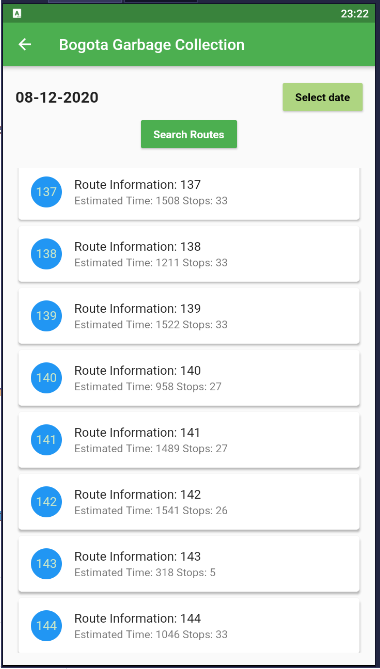 23:22
Bogota Garbage Collection
08-12-2020
Select date
Search Routes
137
Route Information: 137
Estimated Time: 1508 Stops: 33
138
Route Information: 138
Estimated Time: 1211 Stops: 33
139
Route Information: 139
Estimated Time: 1522 Stops: 33
140
Route Information: 140
Estimated Time: 958 Stops: 27
141
Route Information: 141
Estimated Time: 1489 Stops: 27
142
Route Information: 142
Estimated Time: 1541 Stops: 26
143
Route Information: 143
Estimated Time: 318 Stops: 5
144
Route Information: 144
Estimated Time: 1046 Stops: 33